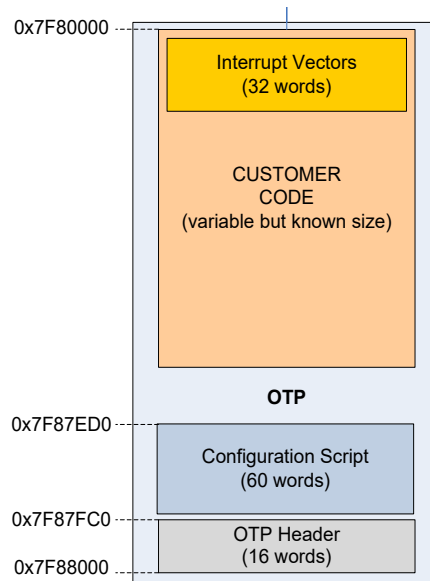 0x7F80000
Interrupt Vectors
(32 words)
CUSTOMER
CODE
(variable but known size)
OTP
0x7F87ED0
Configuration Script
(60 words)
0x7F87FC0
OTP Header
(16 words)
0x7F88000